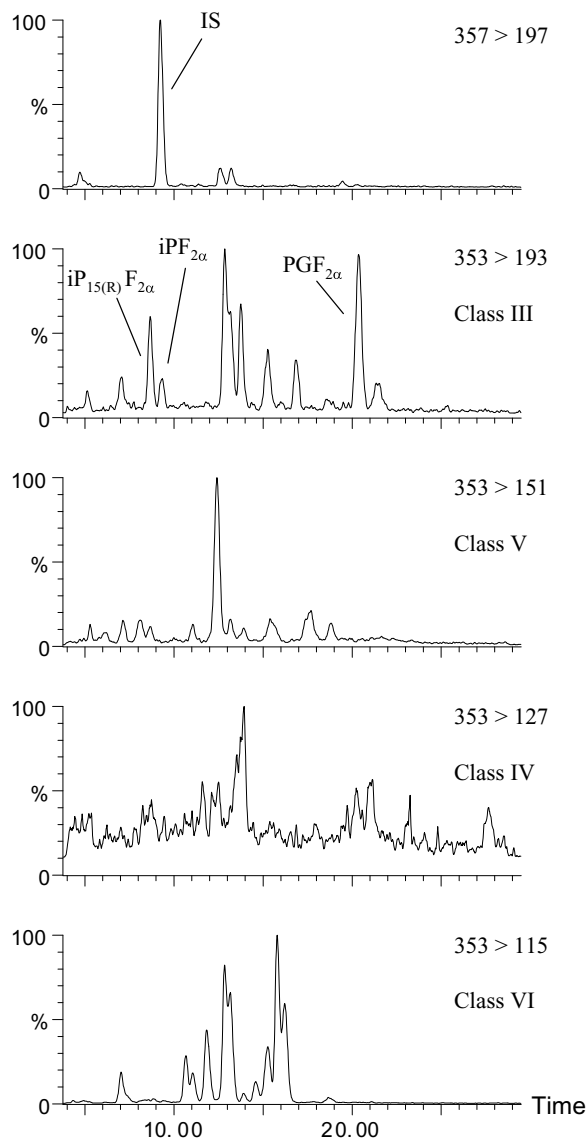 100
%
0
IS
357 > 197
100
%
0
iP₁₅₍R₎ F₂α
iPF₂α
PGF₂α
353 > 193
Class III
100
%
0
353 > 151
Class V
100
%
0
353 > 127
Class IV
100
%
0
353 > 115
Class VI
10.00
20.00
Time